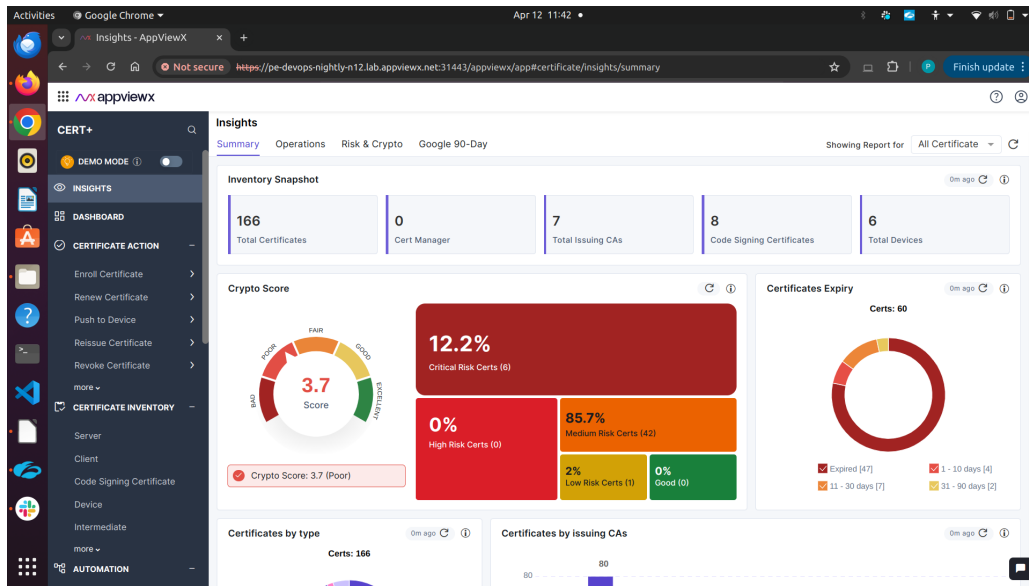 Activities Google Chrome Apr 12 11:42
Insights - AppViewX
Not secure https://pe-devops-nightly-n12.lab.appviewx.net:31443/appviewx/app#certificate/insights/summary P Finish update
appviewx
CERT+
DEMO MODE
INSIGHTS
DASHBOARD
CERTIFICATE ACTION
Enroll Certificate
Renew Certificate
Push to Device
Reissue Certificate
Revoke Certificate
more
CERTIFICATE INVENTORY
Server
Client
Code Signing Certificate
Device
Intermediate
more
AUTOMATION
Insights
Summary Operations Risk & Crypto Google 90-Day Showing Report for All Certificate
Inventory Snapshot 0m ago
166 0 7 8 6
Total Certificates Cert Manager Total Issuing CAs Code Signing Certificates Total Devices
Crypto Score
BAD POOR FAIR GOOD EXCELLENT
3.7
Score
Crypto Score: 3.7 (Poor)
12.2%
Critical Risk Certs (6)
0%
High Risk Certs (0)
85.7%
Medium Risk Certs (42)
2%
Low Risk Certs (1)
0%
Good (0)
Certificates Expiry 0m ago
Certs: 60
Expired [47] 1 - 10 days [4]
11 - 30 days [7] 31 - 90 days [2]
Certificates by type 0m ago
Certs: 166
Certificates by issuing CAs 0m ago
80
80